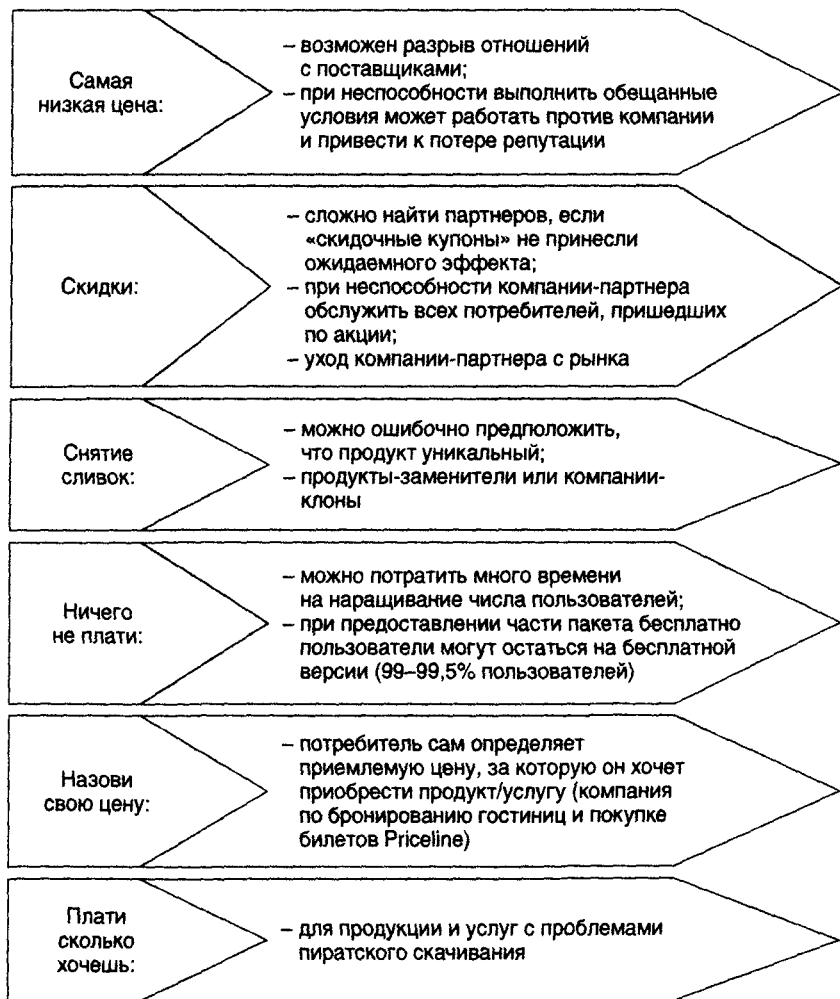 Самая
низкая цена:
– возможен разрыв отношений
с поставщиками;
– при неспособности выполнить обещанные
условия может работать против компании
и привести к потере репутации
Скидки:
– сложно найти партнеров, если
«скидочные купоны» не принесли
ожидаемого эффекта;
– при неспособности компании-партнера
обслужить всех потребителей, пришедших
по акции;
– уход компании-партнера с рынка
Снятие
сливок:
– можно ошибочно предположить,
что продукт уникальный;
– продукты-заменители или компании-
клоны
Ничего
не плати:
– можно потратить много времени
на наращивание числа пользователей;
– при предоставлении части пакета бесплатно
пользователи могут остаться на бесплатной
версии (99–99,5% пользователей)
Назови
свою цену:
– потребитель сам определяет
приемлемую цену, за которую он хочет
приобрести продукт/услугу (компания
по бронированию гостиниц и покупке
билетов Priceline)
Плати
сколько
хочешь:
– для продукции и услуг с проблемами
пиратского скачивания